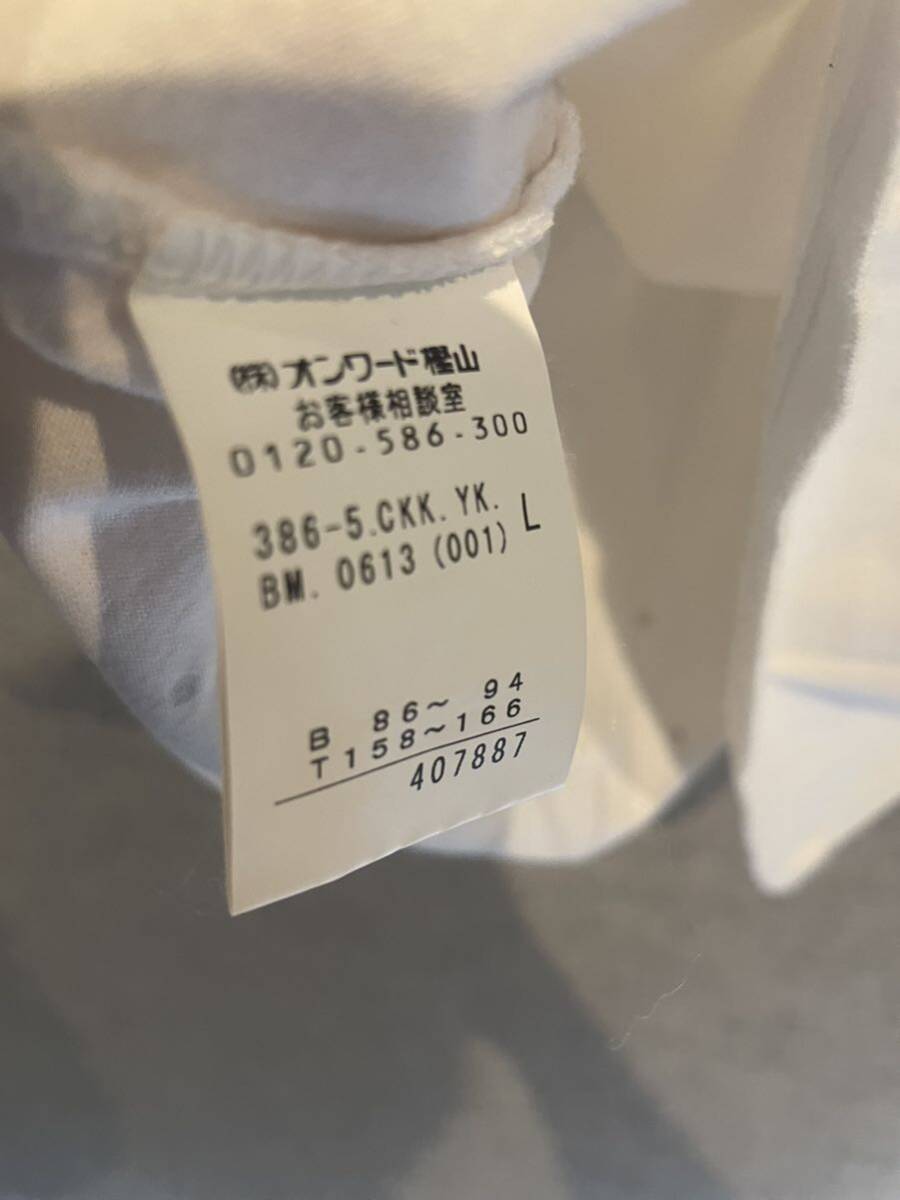 ㈱オンワード樫山
お客様相談室
0120-586-300
386-5.CKK.YK. L
BM. 0613 (001)
B 86～ 94
T158～166
407887